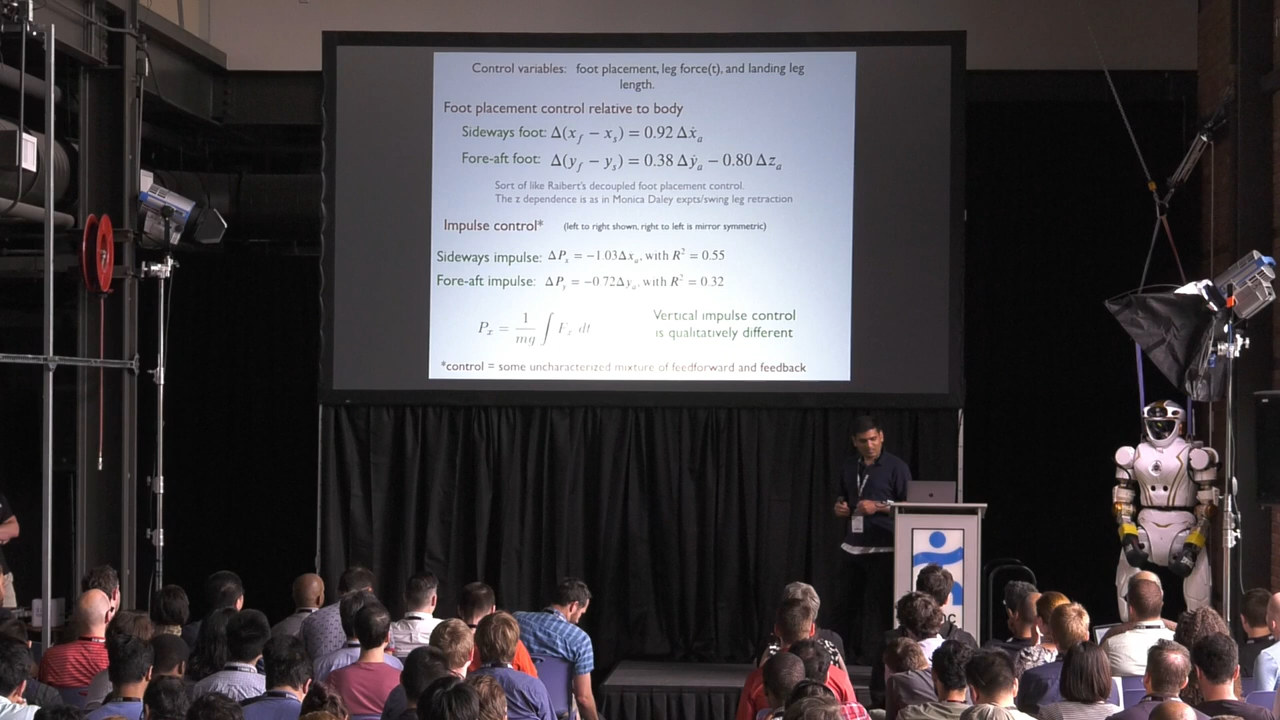 Control variables: foot placement, leg force(t), and landing leg
length.
Foot placement control relative to body
Sideways foot: Δ(x_f − x_s) = 0.92 Δẋ_a
Fore-aft foot: Δ(y_f − y_s) = 0.38 Δẏ_a − 0.80 Δz_a
Sort of like Raibert's decoupled foot placement control.
The z dependence is as in Monica Daley expts/swing leg retraction
Impulse control* (left to right shown, right to left is mirror symmetric)
Sideways impulse: ΔP_x = −1.03Δẋ_a, with R² = 0.55
Fore-aft impulse: ΔP_y = −0.72Δẏ_a, with R² = 0.32
P_x = 1/mg ∫ F_x dt
Vertical impulse control
is qualitatively different
*control = some uncharacterized mixture of feedforward and feedback